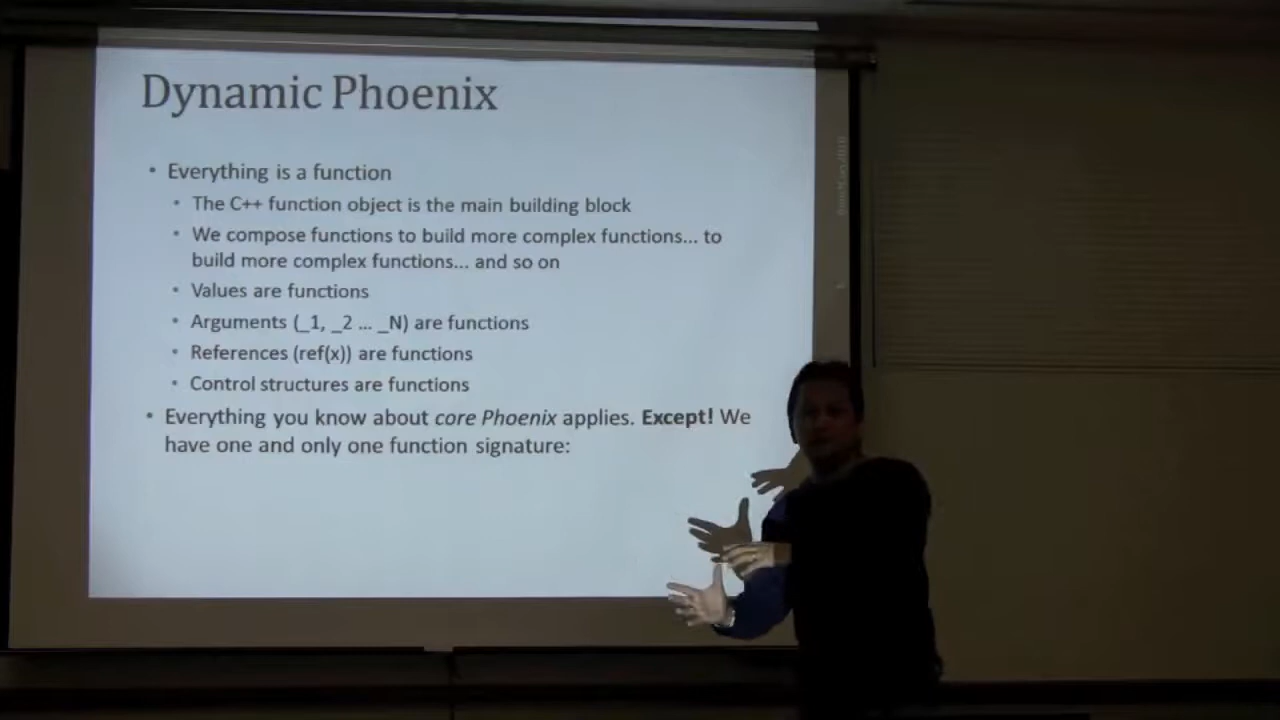 Dynamic Phoenix
• Everything is a function
• The C++ function object is the main building block
• We compose functions to build more complex functions... to
build more complex functions... and so on
• Values are functions
• Arguments (_1, _2 ... _N) are functions
• References (ref(x)) are functions
• Control structures are functions
• Everything you know about core Phoenix applies. Except! We
have one and only one function signature: